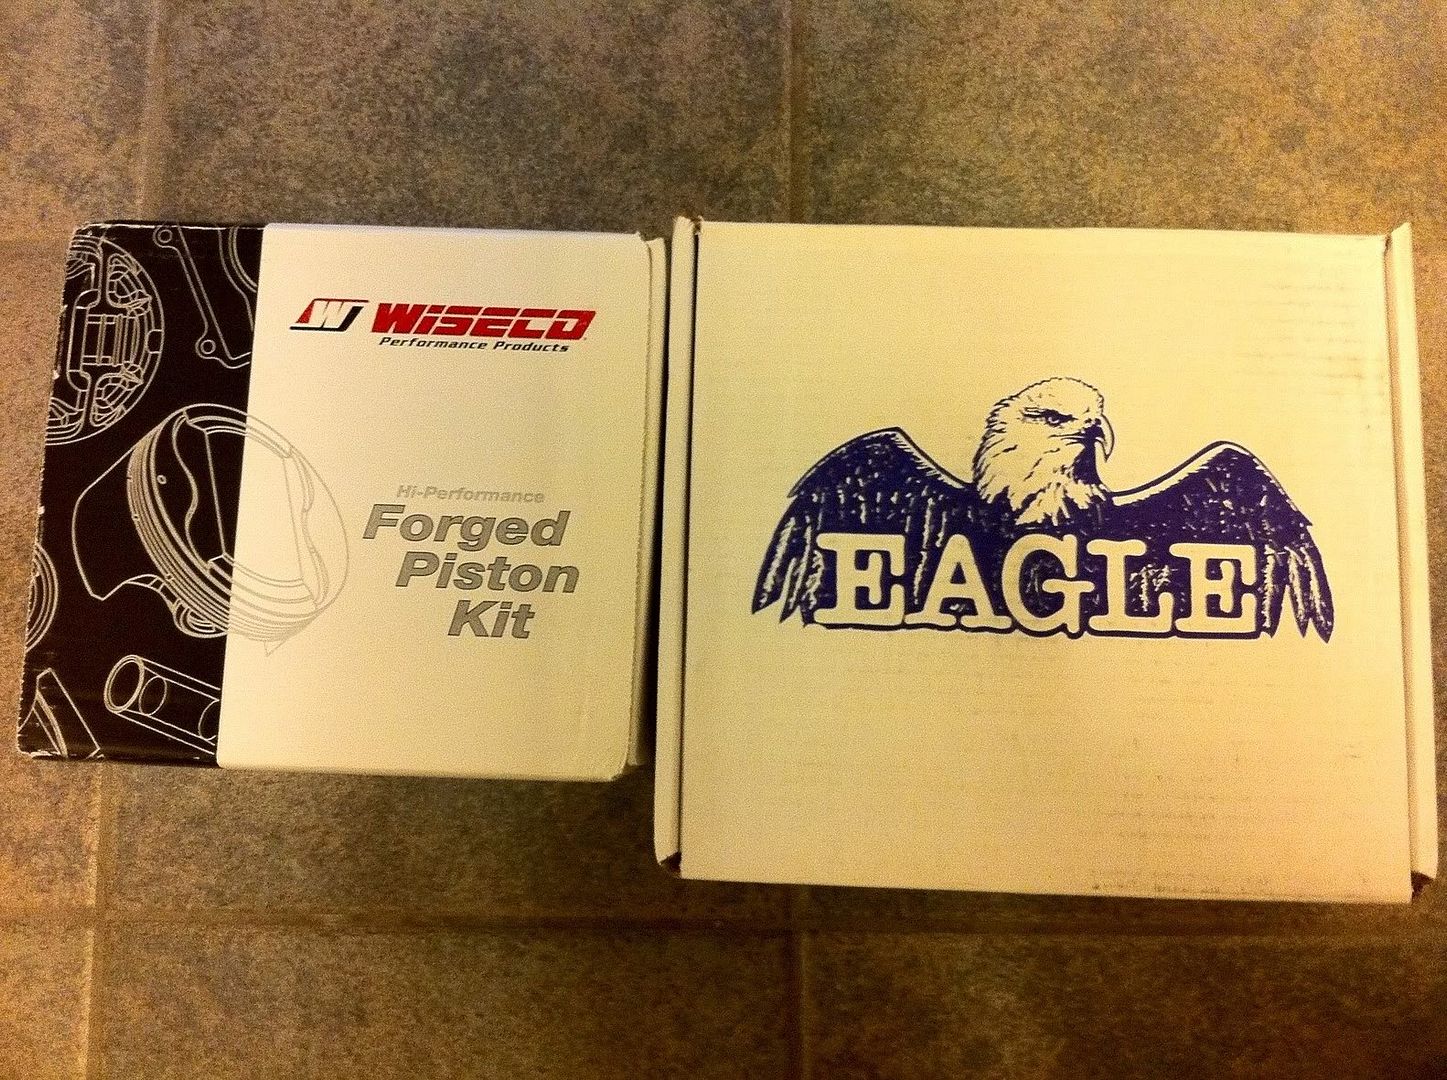 W WISECO
Performance Products
Hi-Performance
Forged
Piston
Kit
EAGLE